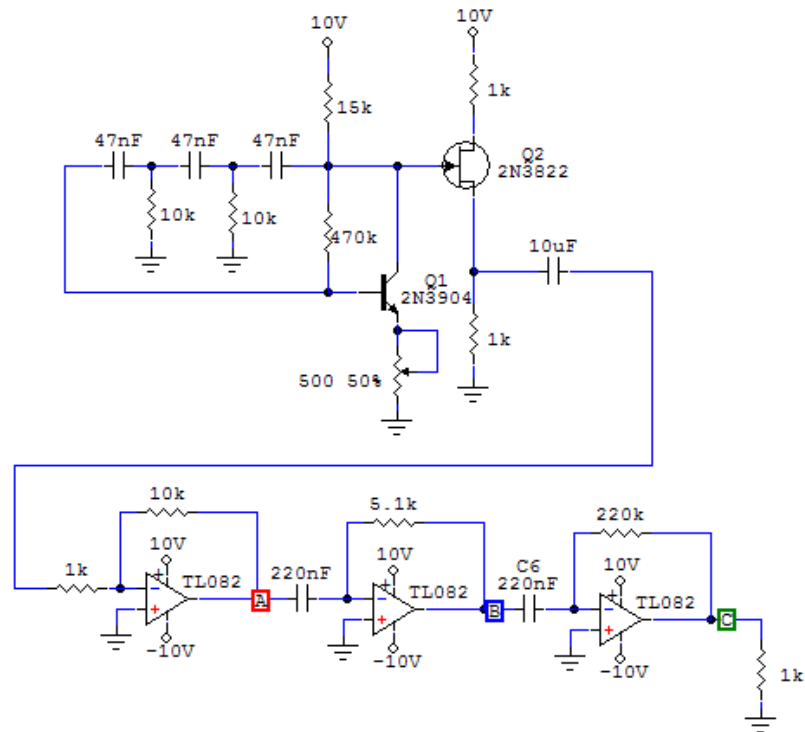 10V
10V
15k
1k
47nF
47nF
47nF
Q2
2N3822
10k
10k
470k
10uF
Q1
2N3904
1k
500 50%
10k
5.1k
220k
1k
10V
TL082
-10V
A
220nF
10V
TL082
-10V
B
C6
220nF
10V
TL082
-10V
C
1k